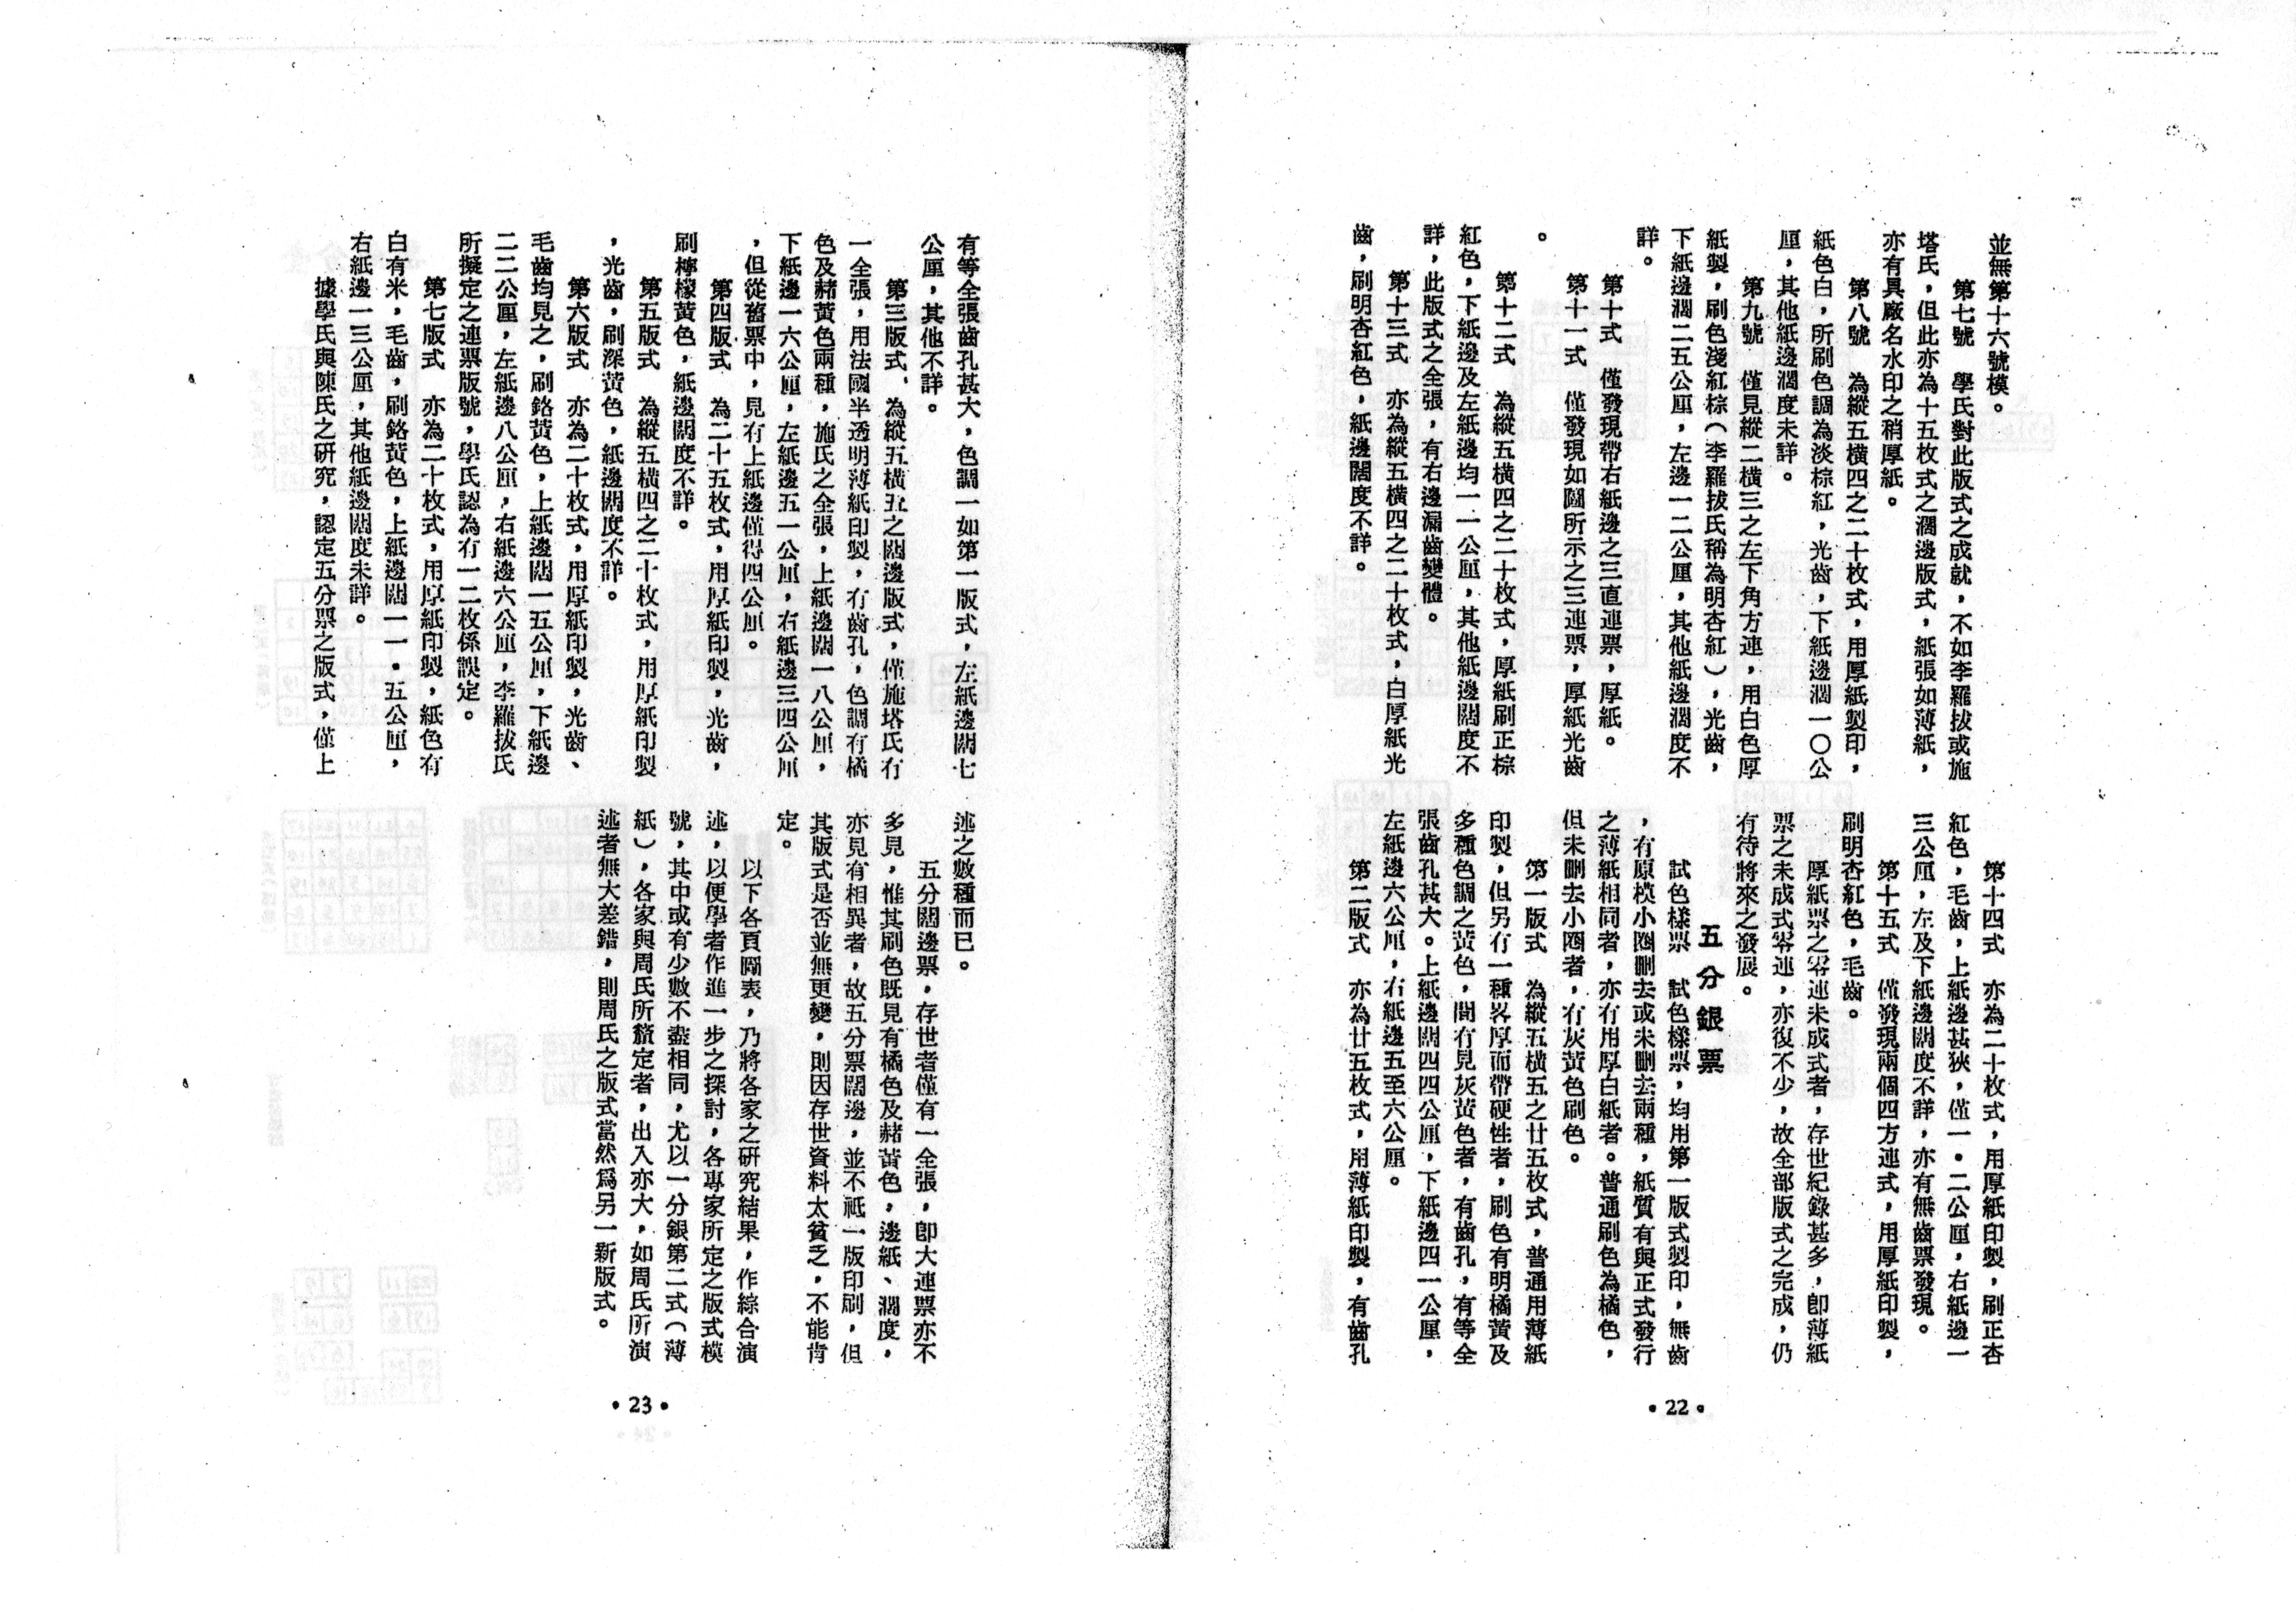 並無第十六號模。
第七號　學氏對此版式之成就，不如李羅拔或施
塔氏，但此亦為十五枚式之濶邊版式，紙張如薄紙，
亦有具廠名水印之稍厚紙。
第八號　為縱五橫四之二十枚式，用厚紙製印，
紙色白，所刷色調為淡棕紅，光齒，下紙邊濶一〇公
厘，其他紙邊濶度未詳。
第九號　僅見縱二橫三之左下角方連，用白色厚
紙製，刷色淺紅棕（李羅拔氏稱為明杏紅），光齒，
下紙邊濶二五公厘，左邊一二公厘，其他紙邊濶度不
詳。
第十式　僅發現帶右紙邊之三直連票，厚紙。
第十一式　僅發現如圖所示之三連票，厚紙光齒
。
第十二式　為縱五橫四之二十枚式，厚紙刷正棕
紅色，下紙邊及左紙邊均一一公厘，其他紙邊闊度不
詳，此版式之全張，有右邊漏齒變體。
第十三式　亦為縱五橫四之二十枚式，白厚紙光
齒，刷明杏紅色，紙邊闊度不詳。
第十四式　亦為二十枚式，用厚紙印製，刷正杏
紅色，毛齒，上紙邊甚狹，僅一·二公厘，右紙邊一
三公厘，左及下紙邊闊度不詳，亦有無齒票發現。
第十五式　僅發現兩個四方連式，用厚紙印製，
刷明杏紅色，毛齒。
厚紙票之零連未成式者，存世紀錄甚多，卽薄紙
票之未成式零連，亦復不少，故全部版式之完成，仍
有待將來之發展。
五分銀票
試色樣票　試色樣票，均用第一版式製印，無齒
，有原模小圈刪去或未刪去兩種，紙質有與正式發行
之薄紙相同者，亦有用厚白紙者。普通刷色為橘色，
但未刪去小圈者，有灰黃色刷色。
第一版式　為縱五橫五之廿五枚式，普通用薄紙
印製，但另有一種畧厚而帶硬性者，刷色有明橘黃及
多種色調之黃色，間有見灰黃色者，有齒孔，有等全
張齒孔甚大。上紙邊闊四四公厘，下紙邊四一公厘，
左紙邊六公厘，右紙邊五至六公厘。
第二版式　亦為廿五枚式，用薄紙印製，有齒孔
·22·
有等全張齒孔甚大，色調一如第一版式，左紙邊闊七
公厘，其他不詳。
第三版式，為縱五橫五之闊邊版式，僅施塔氏有
一全張，用法國半透明薄紙印製，有齒孔，色調有橘
色及赭黃色兩種，施氏之全張，上紙邊闊一八公厘，
下紙邊一六公厘，左紙邊五一公厘，右紙邊三四公厘
，但從舊票中，見有上紙邊僅得四公厘。
第四版式　為二十五枚式，用厚紙印製，光齒，
刷檸檬黃色，紙邊闊度不詳。
第五版式　為縱五橫四之二十枚式，用厚紙印製
，光齒，刷深黃色，紙邊闊度不詳。
第六版式　亦為二十枚式，用厚紙印製，光齒、
毛齒均見之，刷鉻黃色，上紙邊闊一五公厘，下紙邊
二二公厘，左紙邊八公厘，右紙邊六公厘，李羅拔氏
所擬定之連票版號，學氏認為有一二枚係誤定。
第七版式　亦為二十枚式，用厚紙印製，紙色有
白有米，毛齒，刷鉻黃色，上紙邊闊一一·五公厘，
右紙邊一三公厘，其他紙邊闊度未詳。
據學氏與陳氏之研究，認定五分票之版式，僅上
述之數種而已。
五分闊邊票，存世者僅有一全張，卽大連票亦不
多見，惟其刷色既見有橘色及赭黃色，邊紙、濶度，
亦見有相異者，故五分票闊邊，並不祇一版印刷，但
其版式是否並無更變，則因存世資料太貧乏，不能肯
定。
以下各頁圖表，乃將各家之研究結果，作綜合演
述，以便學者作進一步之探討，各專家所定之版式模
號，其中或有少數不盡相同，尤以一分銀第二式（薄
紙），各家與周氏所釐定者，出入亦大，如周氏所演
述者無大差錯，則周氏之版式當然爲另一新版式。
·23·